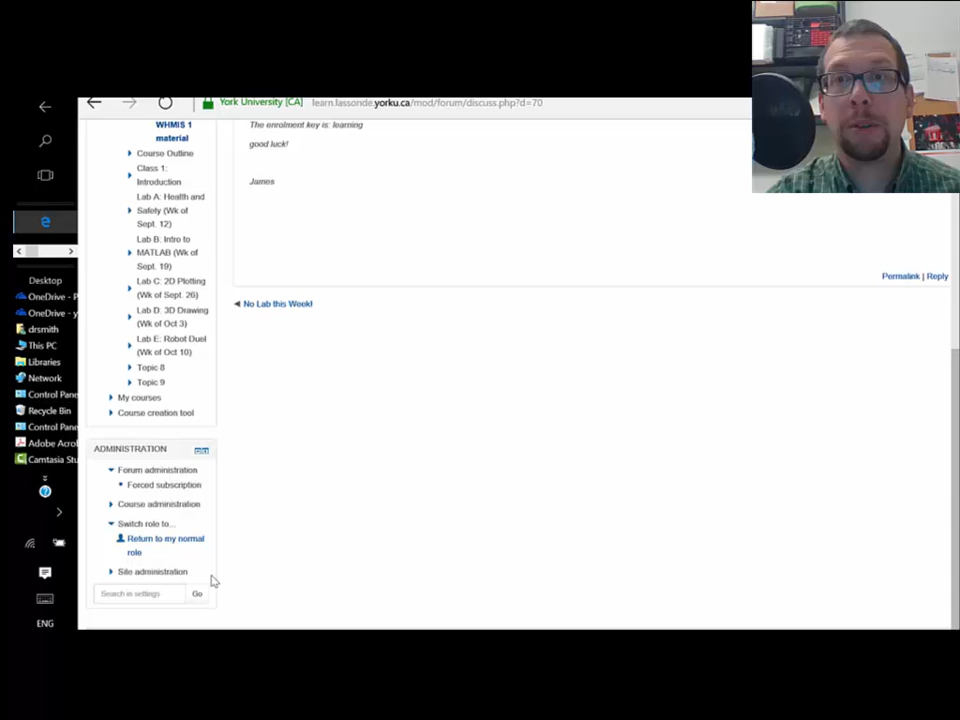 York University [CA]
learn.lassonde.yorku.ca/mod/forum/discuss.php?d=70
WHMIS 1
material
Course Outline
Class 1:
Introduction
Lab A: Health and
Safety (Wk of
Sept. 12)
Lab B: Intro to
MATLAB (Wk of
Sept. 19)
Lab C: 2D Plotting
(Wk of Sept. 26)
Lab D: 3D Drawing
(Wk of Oct 3)
Lab E: Robot Duel
(Wk of Oct 10)
Topic 8
Topic 9
My courses
Course creation tool
ADMINISTRATION
Forum administration
Forced subscription
Course administration
Switch role to...
Return to my normal
role
Site administration
Search in settings
Go
The enrolment key is: learning
good luck!
James
Permalink | Reply
No Lab this Week!
Desktop
OneDrive - P
OneDrive - y
drsmith
This PC
Libraries
Network
Control Pane
Recycle Bin
Control Pane
Adobe Acrol
Camtasia Stu
ENG